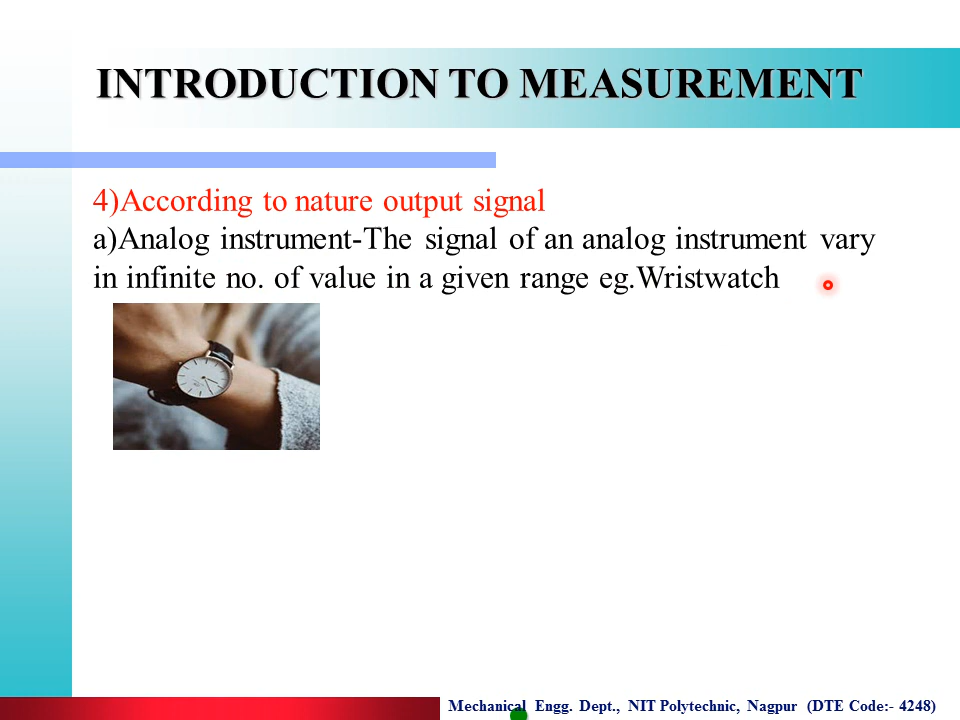 INTRODUCTION TO MEASUREMENT
4)According to nature output signal
a)Analog instrument-The signal of an analog instrument vary
in infinite no. of value in a given range eg.Wristwatch
Mechanical Engg. Dept., NIT Polytechnic, Nagpur (DTE Code:- 4248)